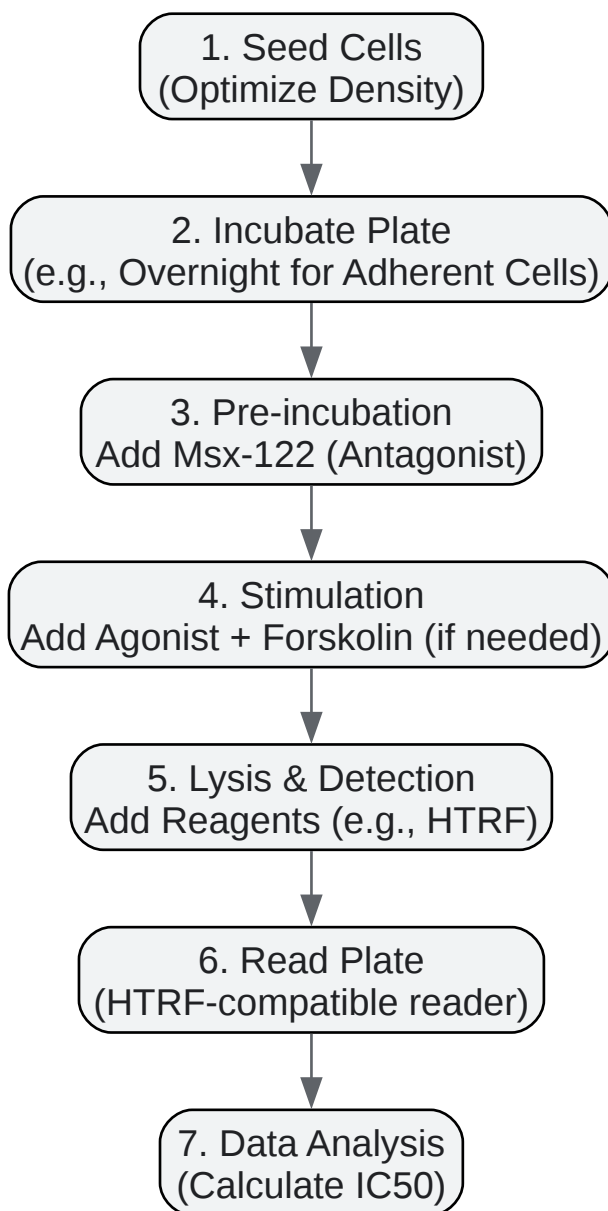 1. Seed Cells
(Optimize Density)
2. Incubate Plate
(e.g., Overnight for Adherent Cells)
3. Pre-incubation
Add Msx-122 (Antagonist)
4. Stimulation
Add Agonist + Forskolin (if needed)
5. Lysis & Detection
Add Reagents (e.g., HTRF)
6. Read Plate
(HTRF-compatible reader)
7. Data Analysis
(Calculate IC50)